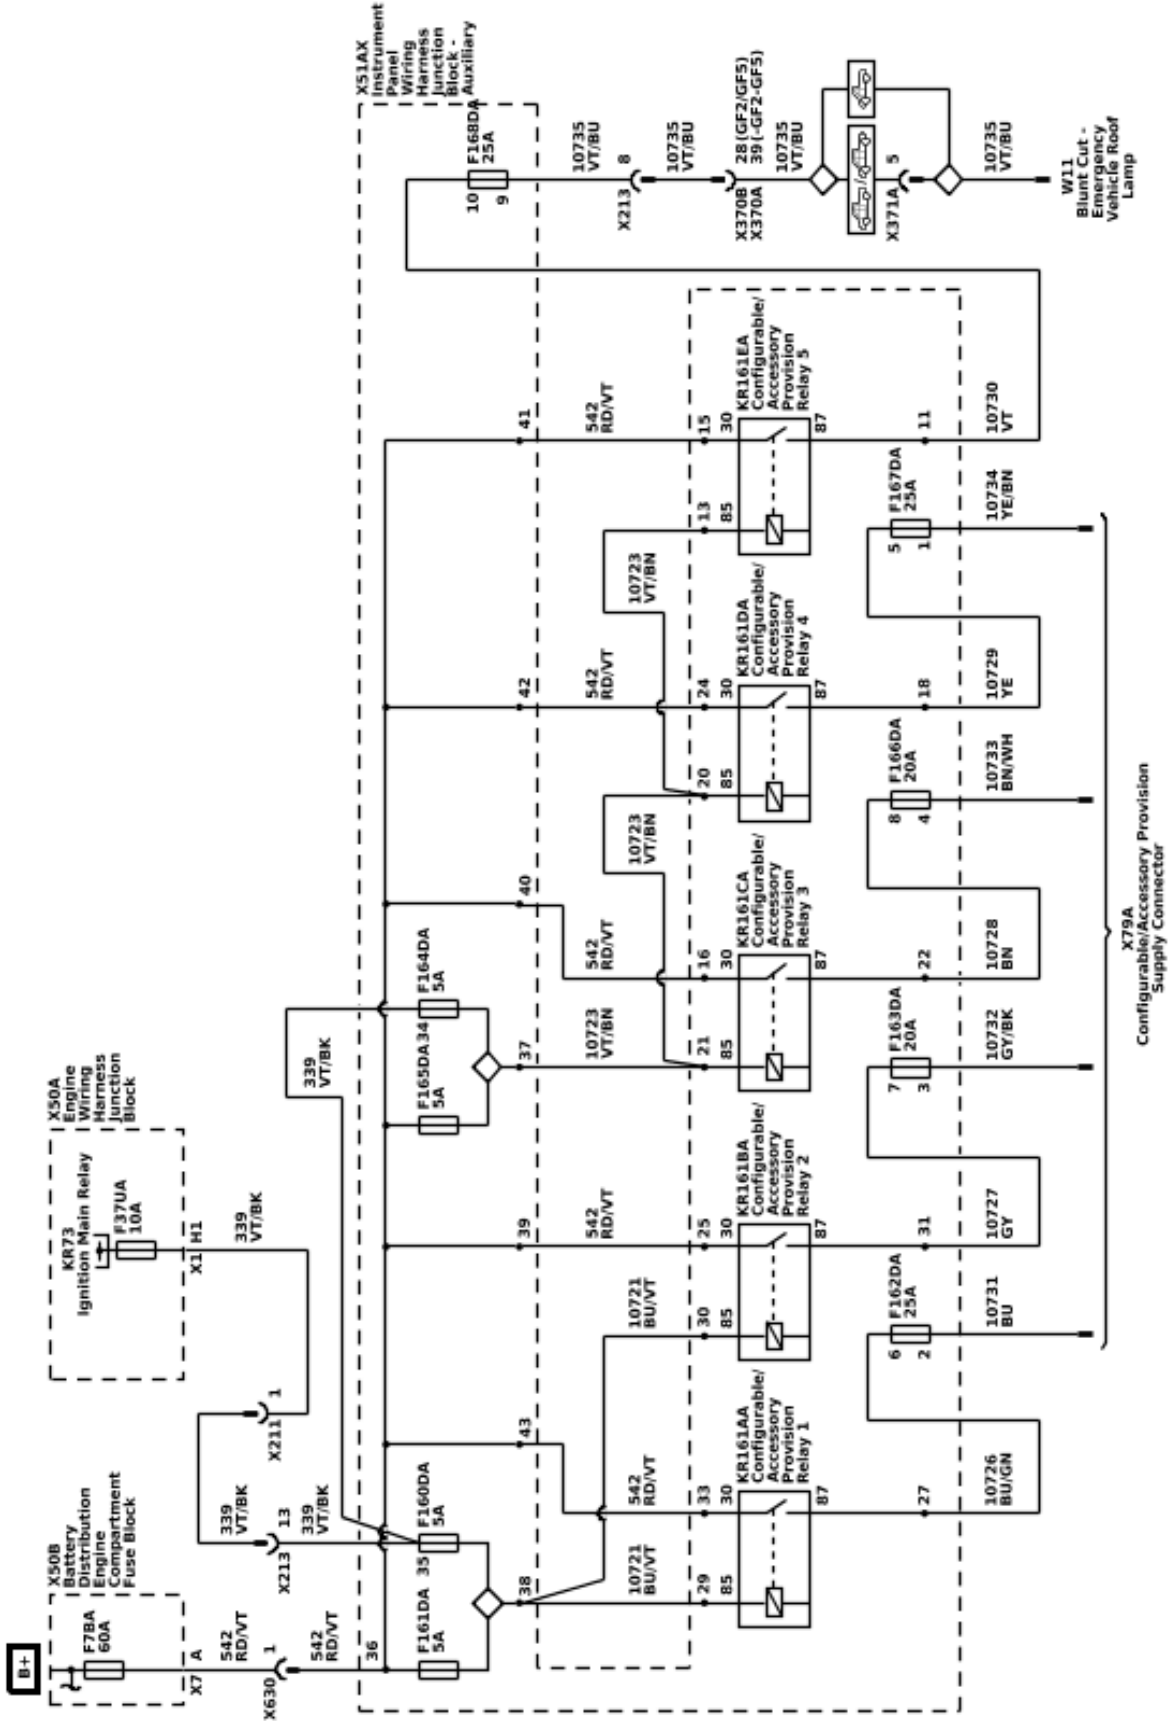 B+
X50B
Battery
Distribution
Engine
Compartment
Fuse Block
F78A
60A
X7 A
542
RD/VT
X630 1
542
RD/VT
36
X50A
Engine
Wiring
Harness
Junction
Block
KR73
Ignition Main Relay
F37UA
10A
X1 H1
339
VT/BK
X211 1
339
VT/BK
X213 13
339
VT/BK
339
VT/BK
X51AX
Instrument
Panel
Wiring
Harness
Junction
Block -
Auxiliary
F161DA
5A
35
F160DA
5A
F165DA
5A
34
F164DA
5A
10
F168DA
25A
9
38
43
39
37
40
42
41
10721
BU/VT
542
RD/VT
10721
BU/VT
542
RD/VT
10723
VT/BN
542
RD/VT
10723
VT/BN
542
RD/VT
10723
VT/BN
542
RD/VT
29
33
30
25
21
16
20
24
13
15
85
30
87
KR161AA
Configurable/
Accessory
Provision
Relay 1
85
30
87
KR161BA
Configurable/
Accessory
Provision
Relay 2
85
30
87
KR161CA
Configurable/
Accessory
Provision
Relay 3
85
30
87
KR161DA
Configurable/
Accessory
Provision
Relay 4
85
30
87
KR161EA
Configurable/
Accessory
Provision
Relay 5
27
6
F162DA
25A
2
31
7
F163DA
20A
3
22
8
F166DA
20A
4
18
5
F167DA
25A
1
11
10726
BU/GN
10731
BU
10727
GY
10732
GY/BK
10728
BN
10733
BN/WH
10729
YE
10734
YE/BN
10730
VT
X79A
Configurable/Accessory Provision
Supply Connector
10735
VT/BU
X213 8
10735
VT/BU
X370B 28(GF2/GF5)
X370A 39(-GF2-GF5)
10735
VT/BU
/
X371A 5
10735
VT/BU
W11
Blunt Cut -
Emergency
Vehicle Roof
Lamp